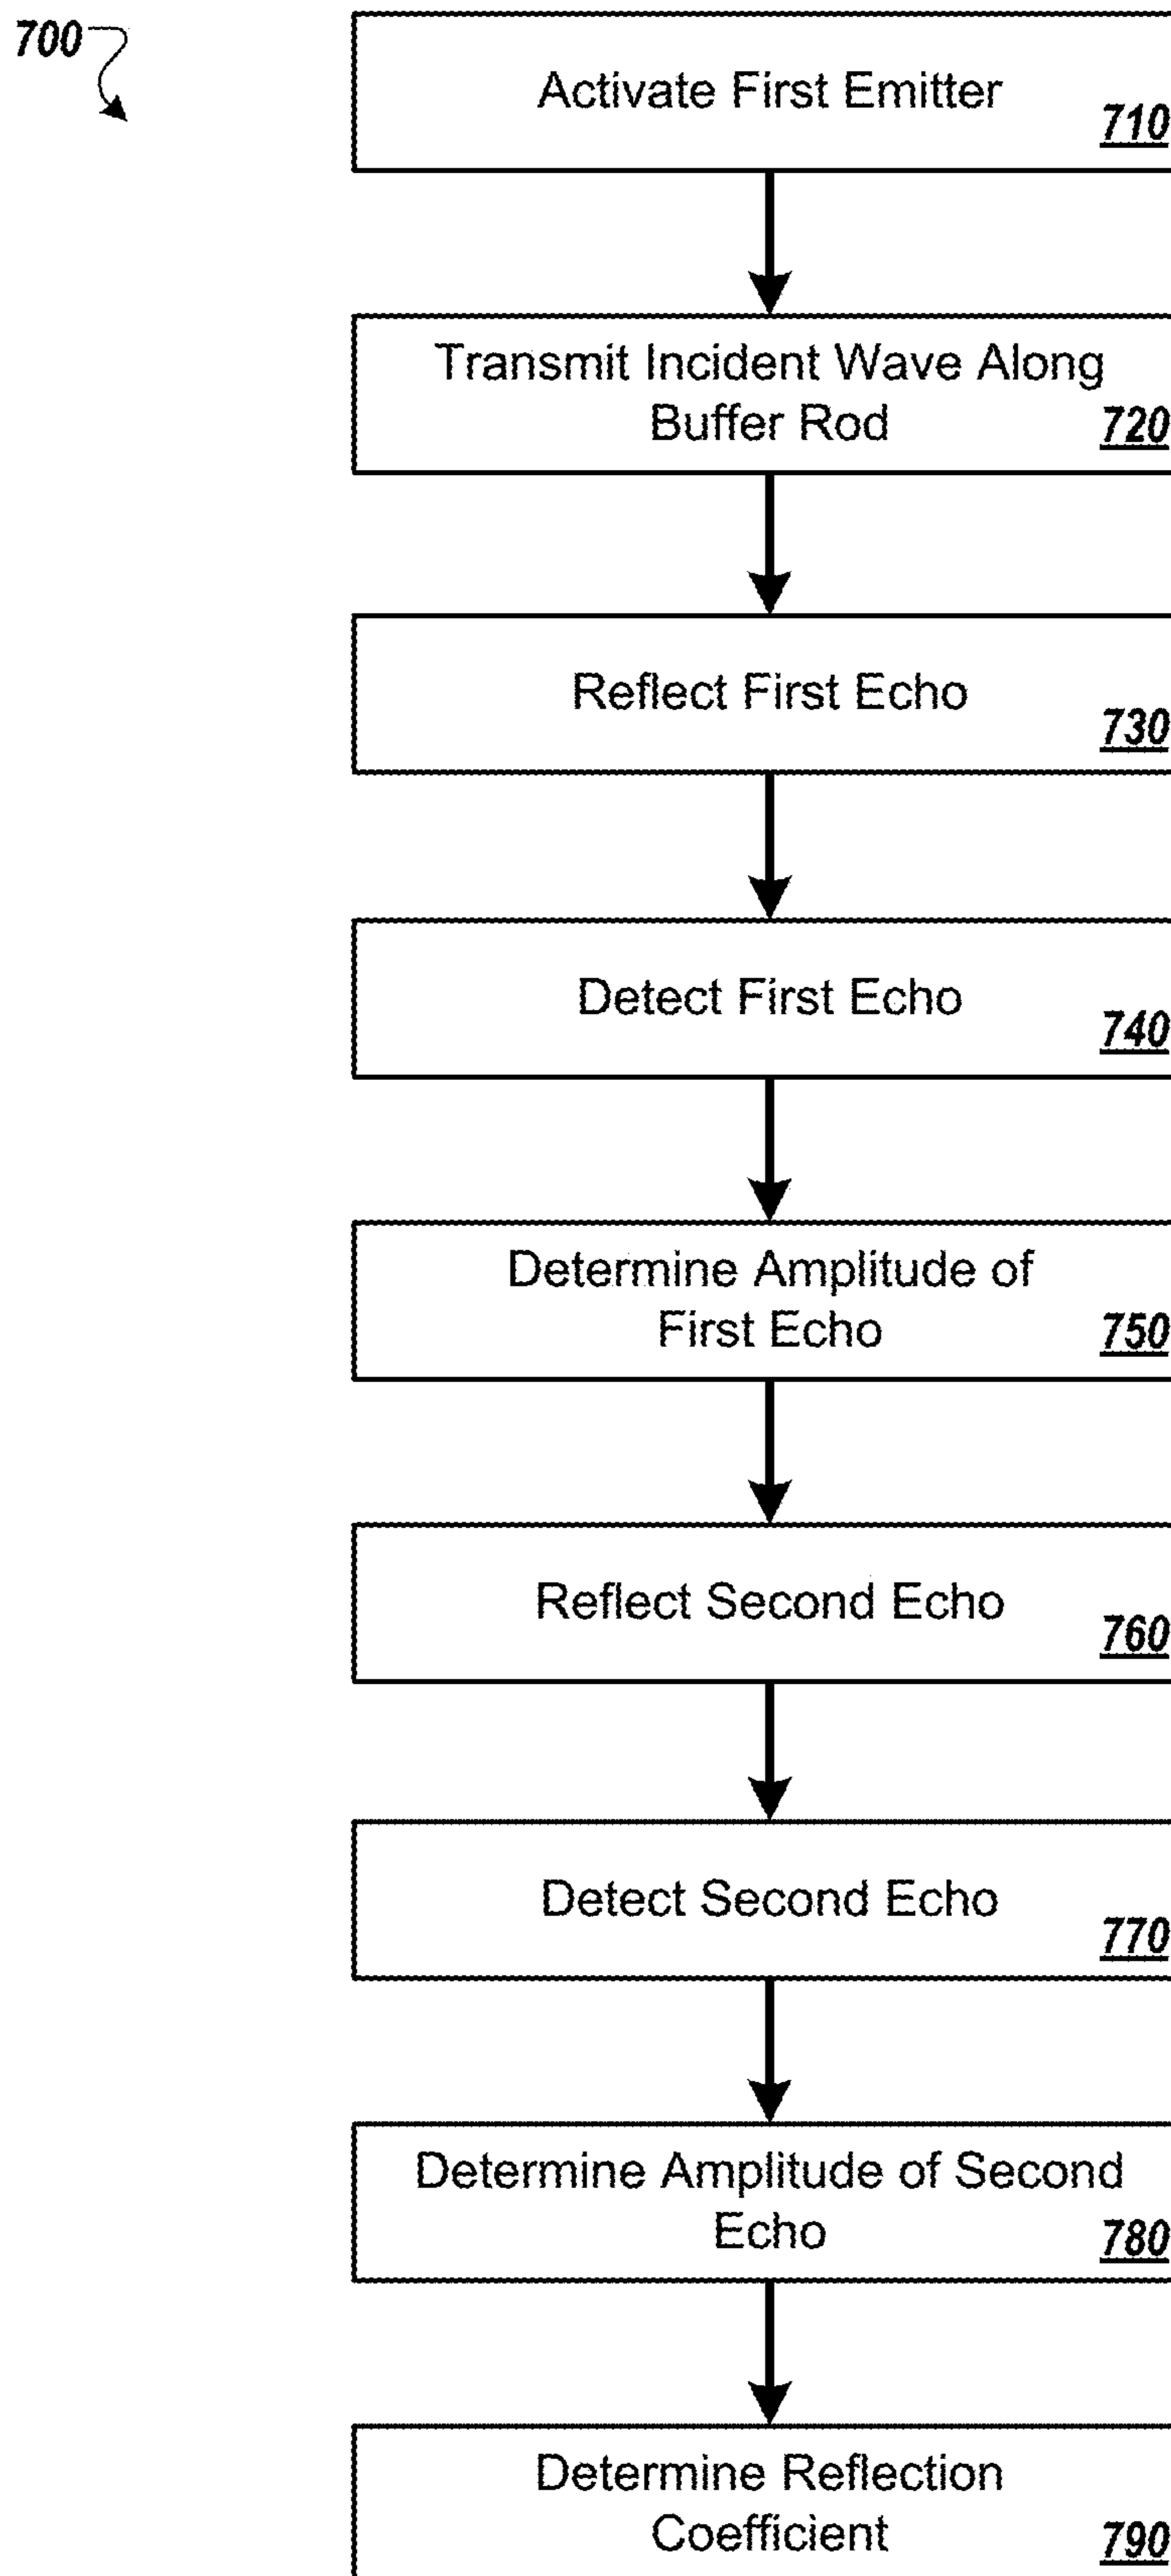 700
Activate First Emitter
710
Transmit Incident Wave Along
Buffer Rod
720
Reflect First Echo
730
Detect First Echo
740
Determine Amplitude of
First Echo
750
Reflect Second Echo
760
Detect Second Echo
770
Determine Amplitude of Second
Echo
780
Determine Reflection
Coefficient
790